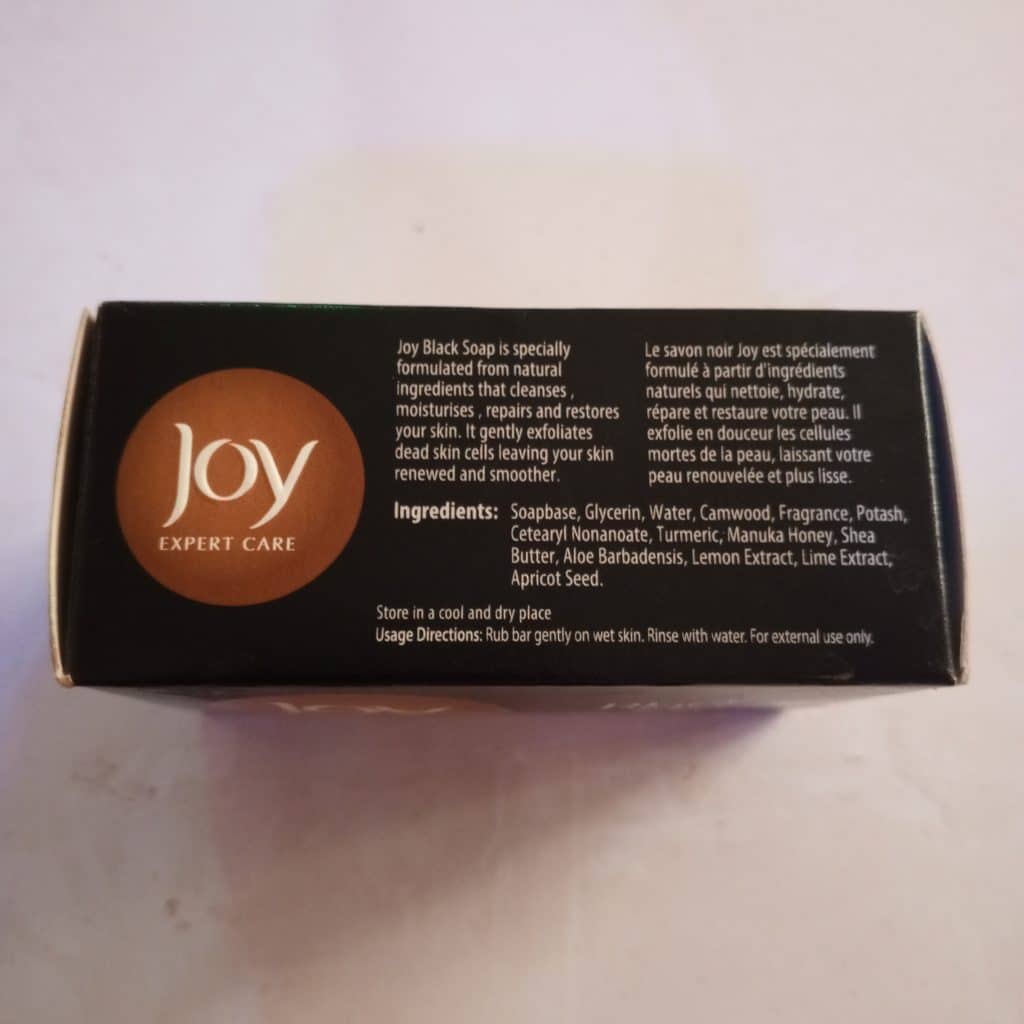 Joy
EXPERT CARE
Joy Black Soap is specially
formulated from natural
ingredients that cleanses ,
moisturises , repairs and restores
your skin. It gently exfoliates
dead skin cells leaving your skin
renewed and smoother.
Le savon noir Joy est spécialement
formulé à partir d'ingrédients
naturels qui nettoie, hydrate,
répare et restaure votre peau. Il
exfolie en douceur les cellules
mortes de la peau, laissant votre
peau renouvelée et plus lisse.
Ingredients: Soapbase, Glycerin, Water, Camwood, Fragrance, Potash,
Cetearyl Nonanoate, Turmeric, Manuka Honey, Shea
Butter, Aloe Barbadensis, Lemon Extract, Lime Extract,
Apricot Seed.
Store in a cool and dry place
Usage Directions: Rub bar gently on wet skin. Rinse with water. For external use only.